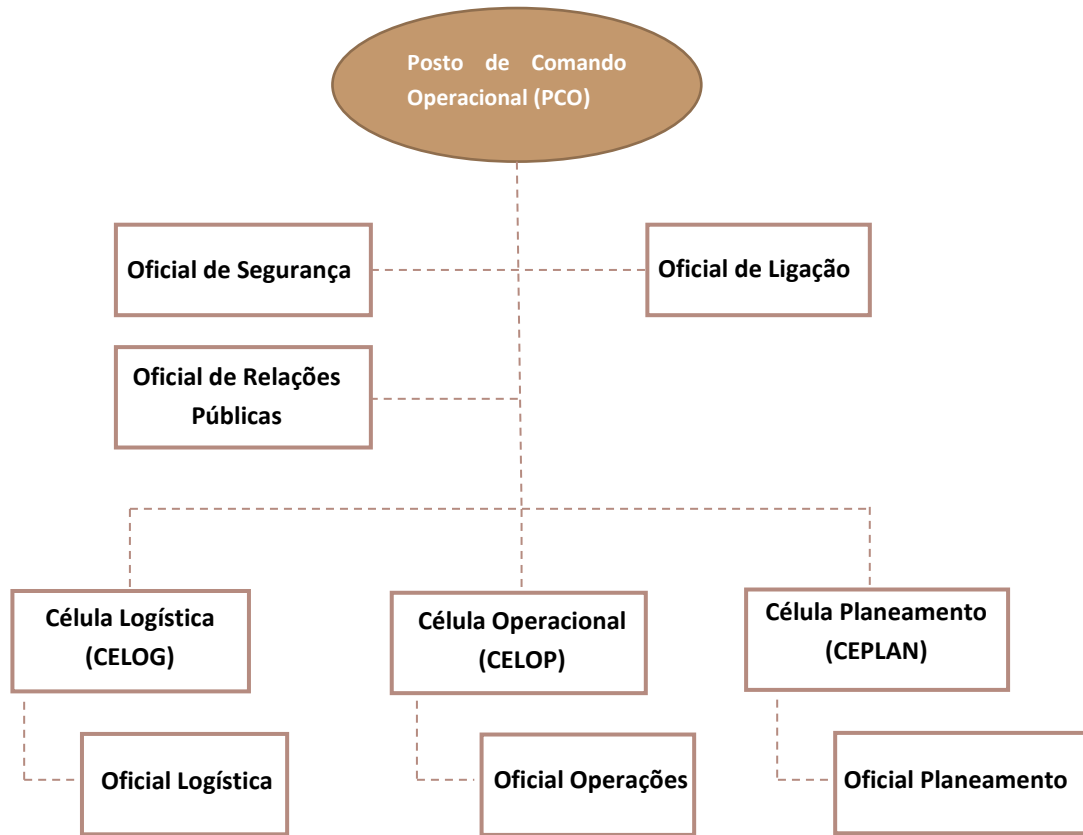 Posto de Comando
Operacional (PCO)
Oficial de Segurança
Oficial de Ligação
Oficial de Relações
Públicas
Célula Logística
(CELOG)
Célula Operacional
(CELOP)
Célula Planeamento
(CEPLAN)
Oficial Logística
Oficial Operações
Oficial Planeamento